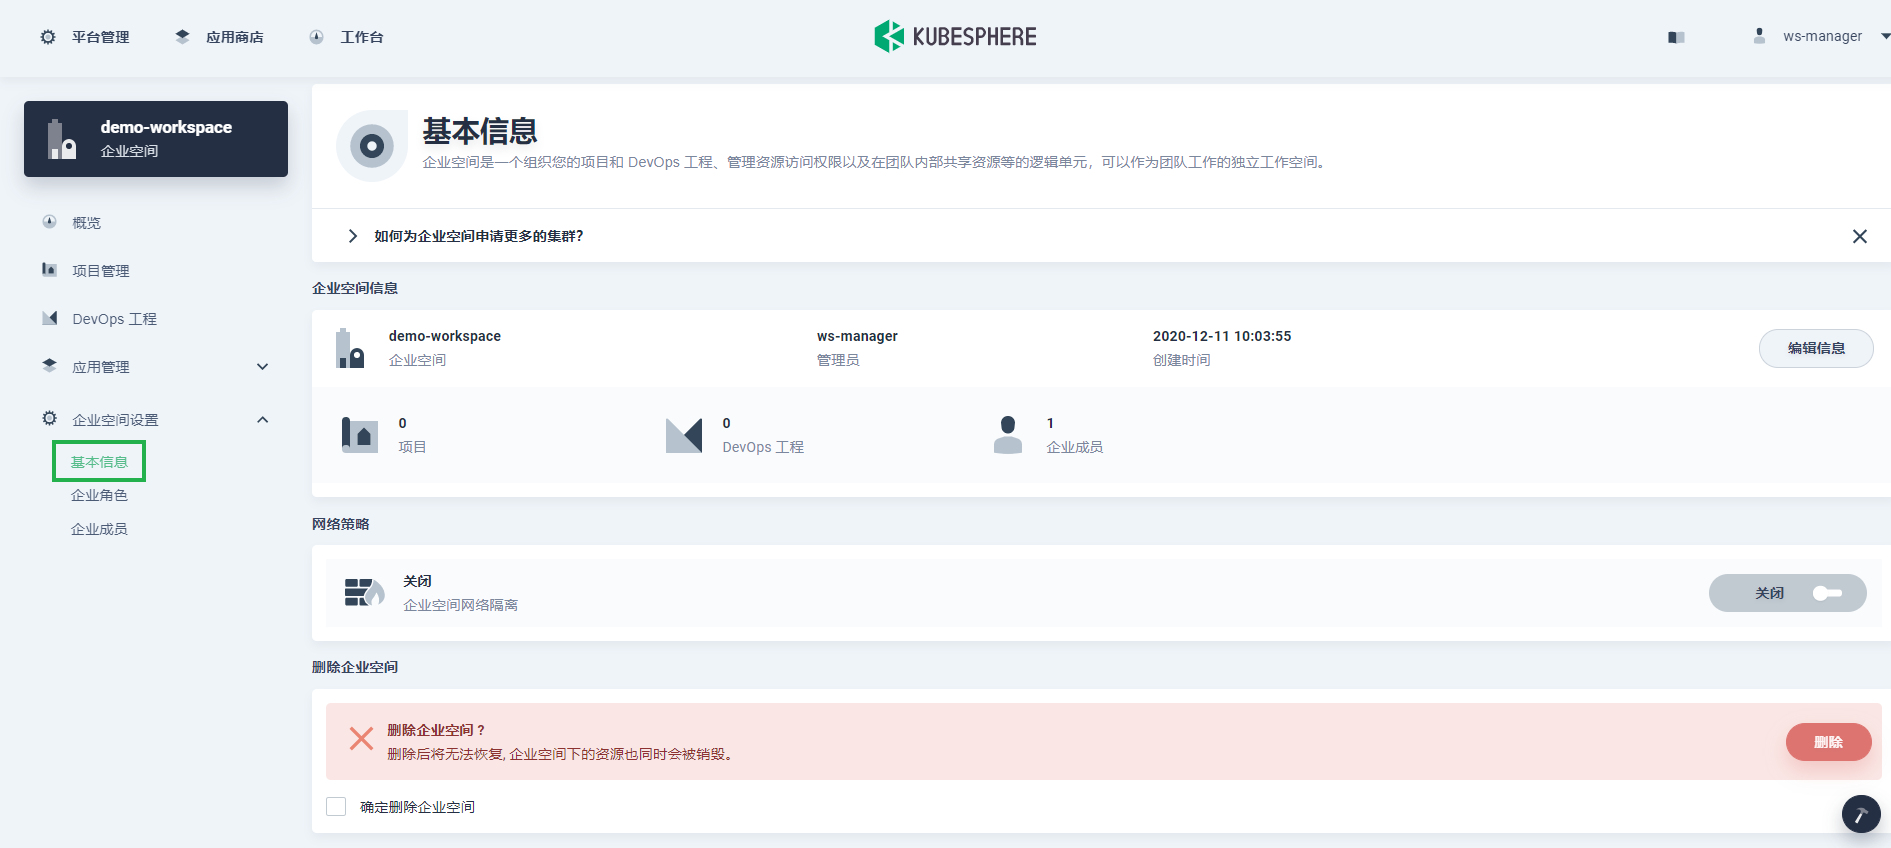 平台管理
应用商店
工作台
KUBESPHERE
ws-manager
demo-workspace
企业空间
概览
项目管理
DevOps 工程
应用管理
企业空间设置
基本信息
企业角色
企业成员
基本信息
企业空间是一个组织您的项目和 DevOps 工程、管理资源访问权限以及在团队内部共享资源等的逻辑单元，可以作为团队工作的独立工作空间。
如何为企业空间申请更多的集群?
企业空间信息
demo-workspace
企业空间
ws-manager
管理员
2020-12-11 10:03:55
创建时间
编辑信息
0
项目
0
DevOps 工程
1
企业成员
网络策略
关闭
企业空间网络隔离
关闭
删除企业空间
删除企业空间 ?
删除后将无法恢复, 企业空间下的资源也同时会被销毁。
删除
确定删除企业空间